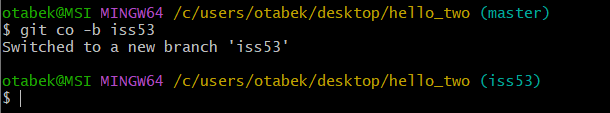 otabek@MSI MINGW64 /c/users/otabek/desktop/hello_two (master)
$ git co -b iss53
Switched to a new branch 'iss53'
otabek@MSI MINGW64 /c/users/otabek/desktop/hello_two (iss53)
$